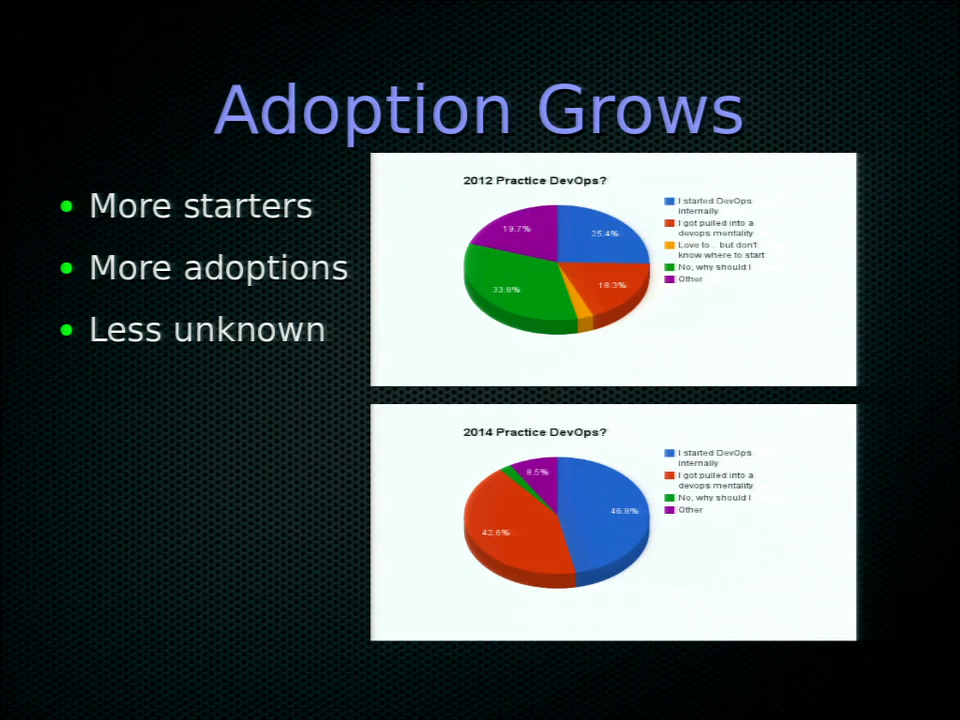 Adoption Grows
More starters
More adoptions
Less unknown
2012 Practice DevOps?
I started DevOps
internally
I got pulled into a
devops mentality
Love to .. but don't
know where to start
No, why should I
Other
19.7%
25.4%
18.3%
33.8%
2014 Practice DevOps?
I started DevOps
internally
I got pulled into a
devops mentality
No, why should I
Other
8.5%
46.8%
42.6%